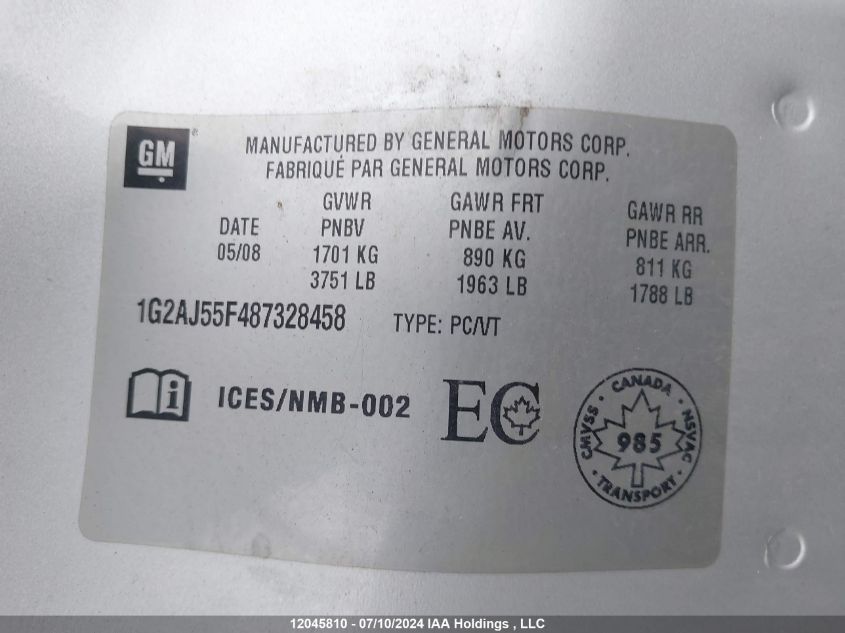 GM ®
MANUFACTURED BY GENERAL MOTORS CORP.
FABRIQUÉ PAR GENERAL MOTORS CORP.
DATE
05/08
GVWR
PNBV
1701 KG
3751 LB
GAWR FRT
PNBE AV.
890 KG
1963 LB
GAWR RR
PNBE ARR.
811 KG
1788 LB
1G2AJ55F487328458 TYPE: PC/VT
i
ICES/NMB-002
EC
CANADA
CMVSS
NSVAC
985
TRANSPORT
12045810 - 07/10/2024 IAA Holdings , LLC